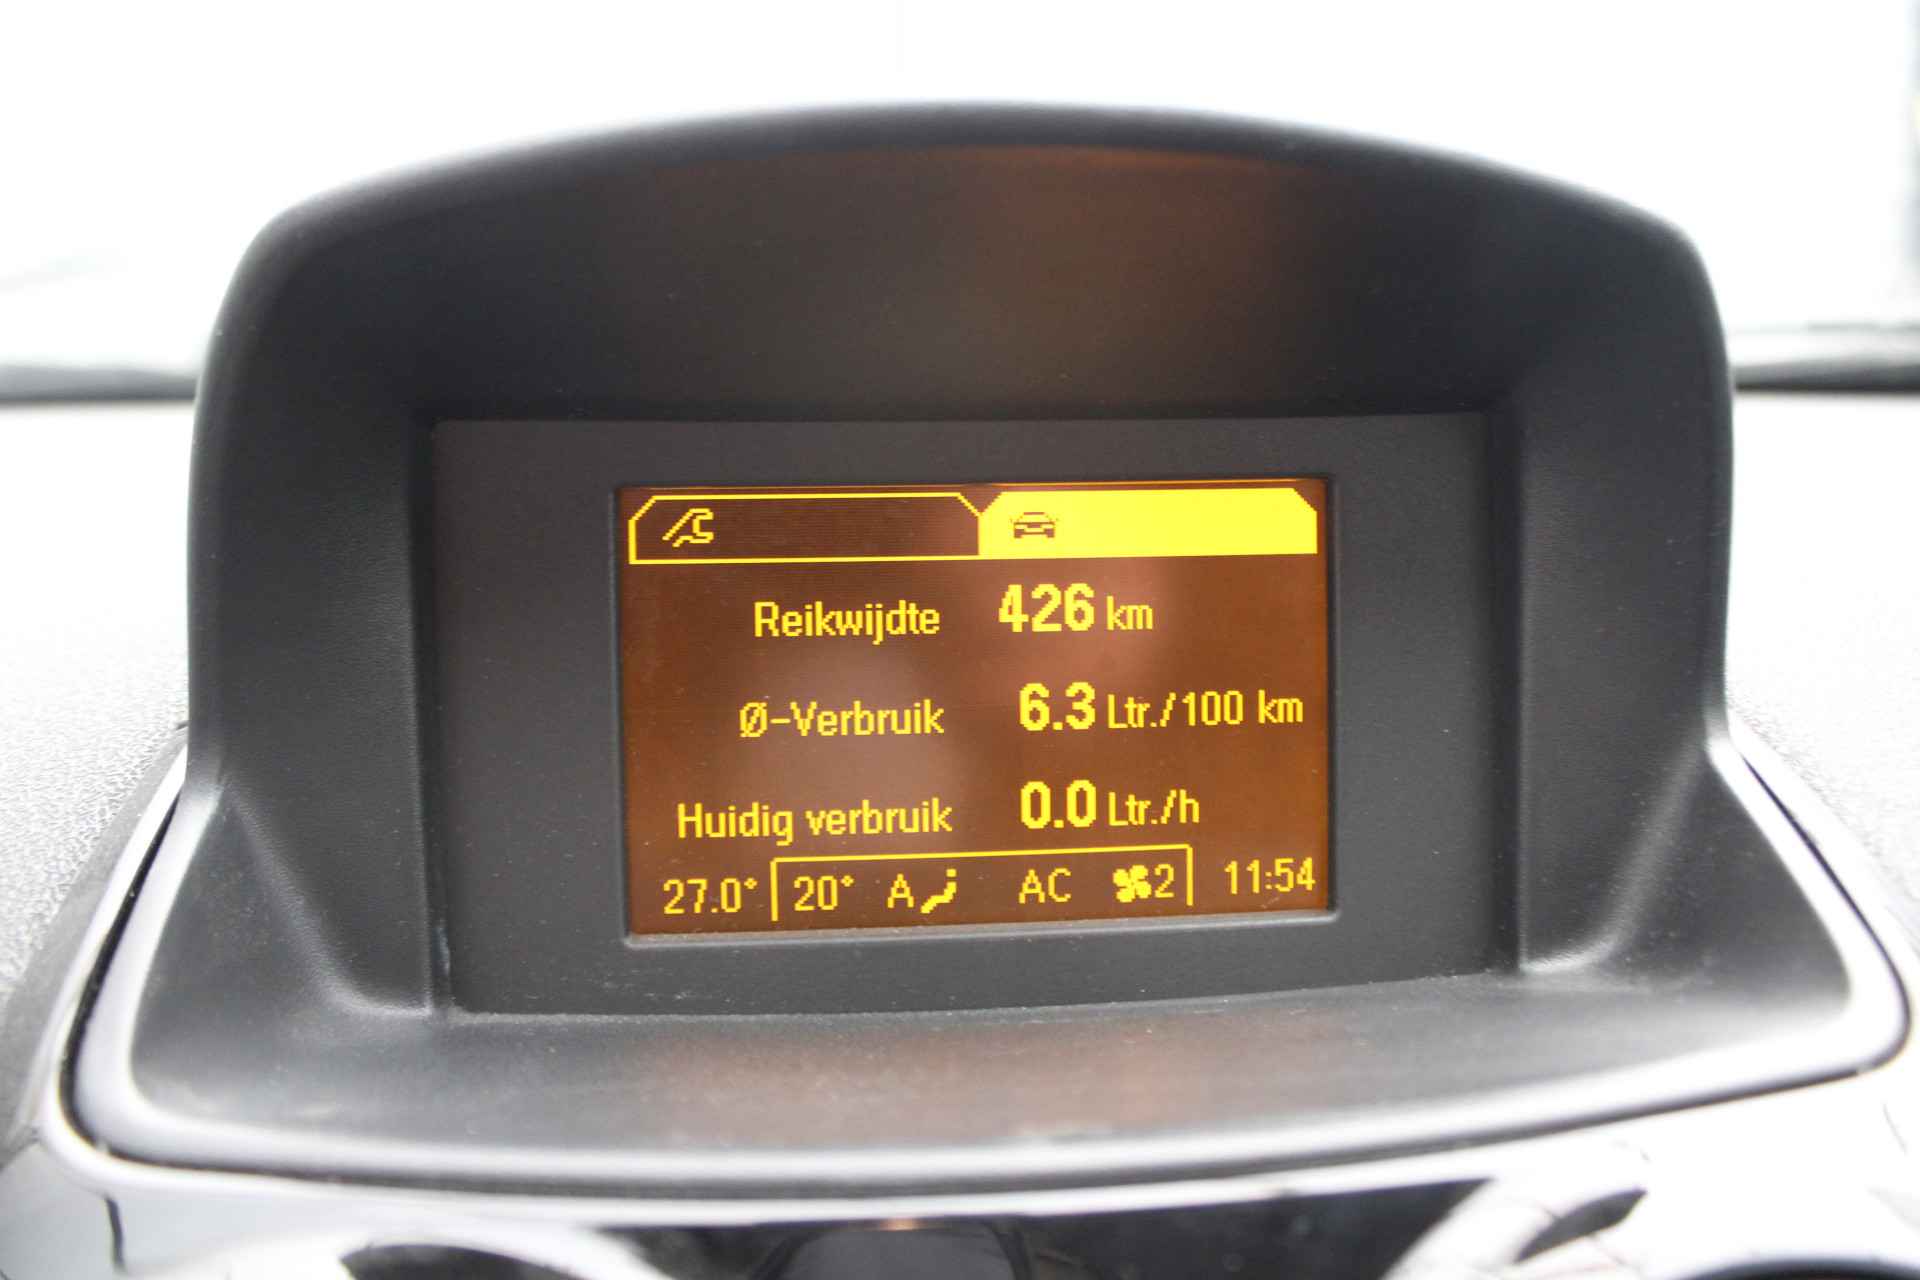 Reikwijdte 426 km
Ø-Verbruik 6.3 Ltr./100 km
Huidig verbruik 0.0 Ltr./h
27.0° 20° A AC 2 11:54